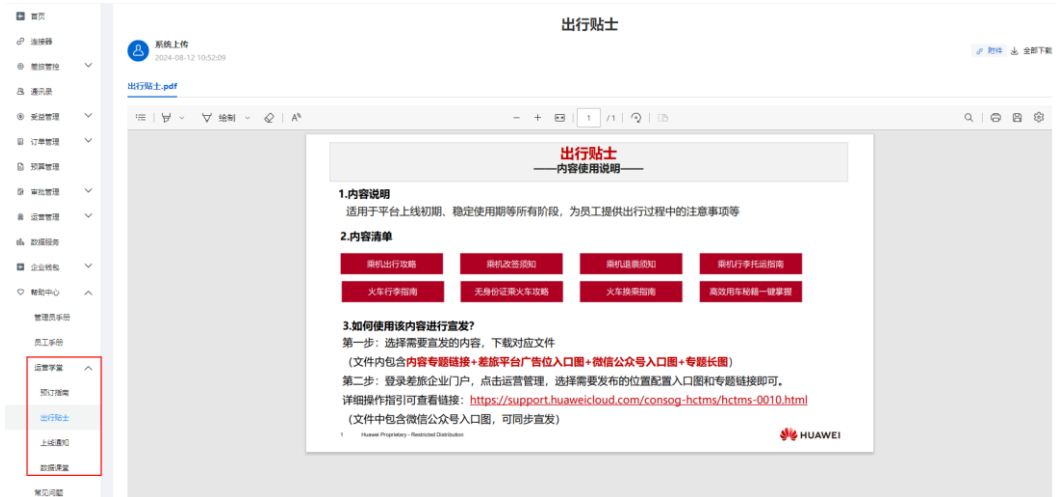 首页
连接器
差旅管控
通讯录
受益管理
订单管理
预算管理
审批管理
运营管理
数据服务
企业钱包
帮助中心
管理员手册
员工手册
运营学堂
预订指南
出行贴士
上线通知
数据课堂
常见问题
出行贴士
系统上传
2024-08-12 10:52:09
附件 全部下载
出行贴士.pdf
绘制 1 /1
出行贴士
——内容使用说明——
1.内容说明
适用于平台上线初期、稳定使用期等所有阶段，为员工提供出行过程中的注意事项等
2.内容清单
乘机出行攻略 乘机改签须知 乘机退票须知 乘机行李托运指南
火车行李指南 无身份证乘火车攻略 火车换乘指南 高效用车秘籍一键掌握
3.如何使用该内容进行宣发?
第一步：选择需要宣发的内容，下载对应文件
（文件内包含内容专题链接+差旅平台广告位入口图+微信公众号入口图+专题长图）
第二步：登录差旅企业门户，点击运营管理，选择需要发布的位置配置入口图和专题链接即可。
详细操作指引可查看链接：https://support.huaweicloud.com/consog-hctms/hctms-0010.html
（文件中包含微信公众号入口图，可同步宣发）
1 Huawei Proprietary - Restricted Distribution
HUAWEI